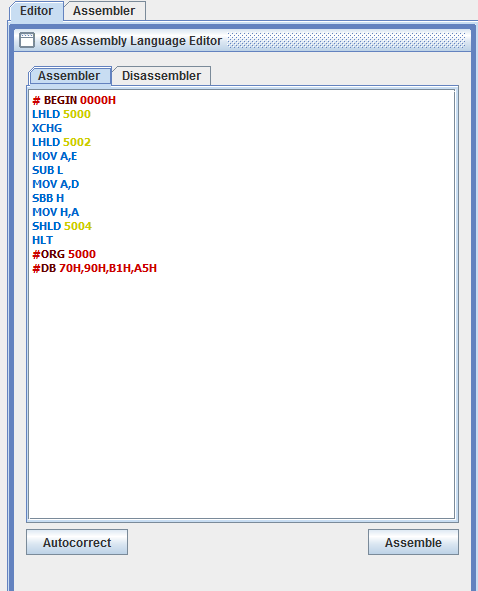 Editor Assembler
8085 Assembly Language Editor
Assembler Disassembler
# BEGIN 0000H
LHLD 5000
XCHG
LHLD 5002
MOV A,E
SUB L
MOV A,D
SBB H
MOV H,A
SHLD 5004
HLT
#ORG 5000
#DB 70H,90H,B1H,A5H
Autocorrect Assemble